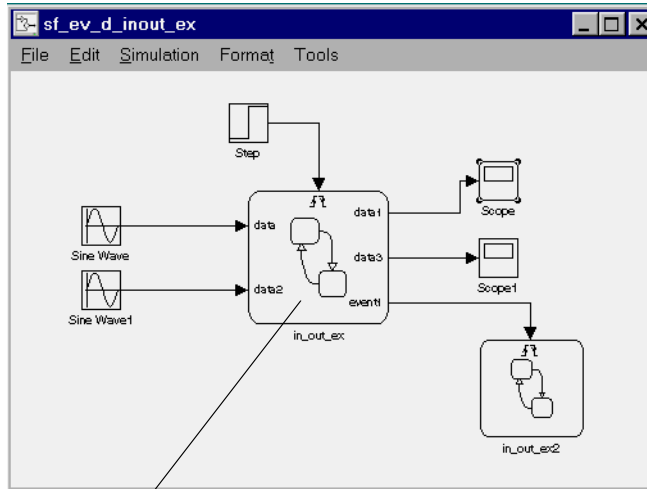 sf_ev_d_inout_ex
File Edit Simulation Format Tools
Step
data
data2
data1
data3
event1
Sine Wave
Sine Wave1
in_out_ex
Scope
Scope1
in_out_ex2